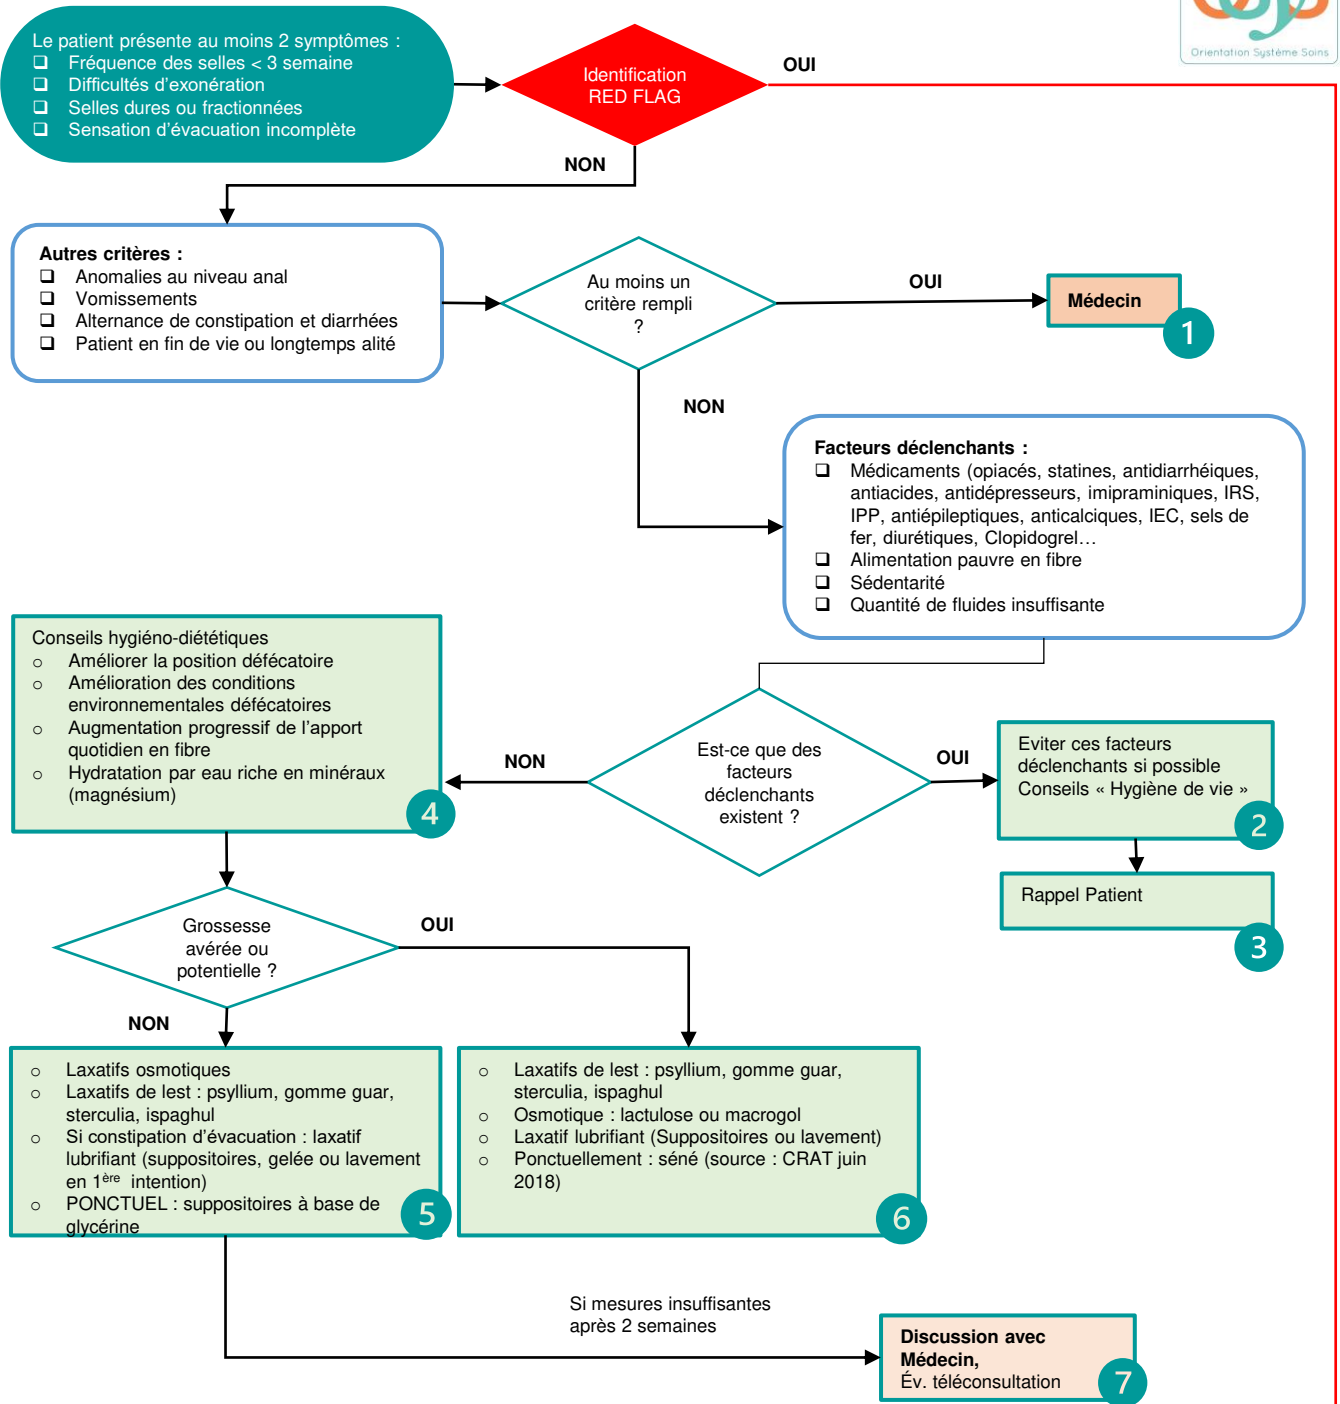 Orientation Système Soins
Le patient présente au moins 2 symptômes :
❑ Fréquence des selles < 3 semaine
❑ Difficultés d’exonération
❑ Selles dures ou fractionnées
❑ Sensation d’évacuation incomplète
Identification
RED FLAG
OUI
NON
Autres critères :
❑ Anomalies au niveau anal
❑ Vomissements
❑ Alternance de constipation et diarrhées
❑ Patient en fin de vie ou longtemps alité
Au moins un
critère rempli
?
OUI
Médecin
1
NON
Facteurs déclenchants :
❑ Médicaments (opiacés, statines, antidiarrhéiques,
antiacides, antidépresseurs, imipraminiques, IRS,
IPP, antiépileptiques, anticalciques, IEC, sels de
fer, diurétiques, Clopidogrel…
❑ Alimentation pauvre en fibre
❑ Sédentarité
❑ Quantité de fluides insuffisante
Est-ce que des
facteurs
déclenchants
existent ?
OUI
Eviter ces facteurs
déclenchants si possible
Conseils « Hygiène de vie »
2
Rappel Patient
3
NON
Conseils hygiéno-diététiques
o Améliorer la position défécatoire
o Amélioration des conditions
environnementales défécatoires
o Augmentation progressif de l’apport
quotidien en fibre
o Hydratation par eau riche en minéraux
(magnésium)
4
Grossesse
avérée ou
potentielle ?
OUI
NON
o Laxatifs osmotiques
o Laxatifs de lest : psyllium, gomme guar,
sterculia, ispaghul
o Si constipation d’évacuation : laxatif
lubrifiant (suppositoires, gelée ou lavement
en 1ère intention)
o PONCTUEL : suppositoires à base de
glycérine
5
o Laxatifs de lest : psyllium, gomme guar,
sterculia, ispaghul
o Osmotique : lactulose ou macrogol
o Laxatif lubrifiant (Suppositoires ou lavement)
o Ponctuellement : séné (source : CRAT juin
2018)
6
Si mesures insuffisantes
après 2 semaines
Discussion avec
Médecin,
Év. téléconsultation
7